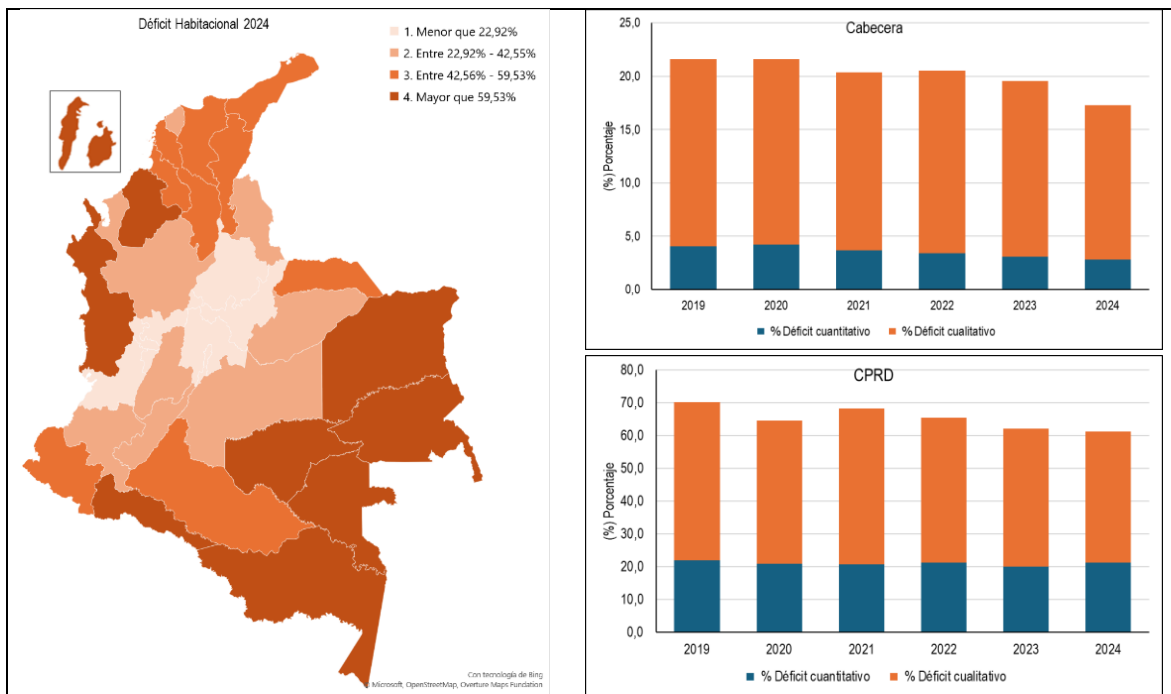 Déficit Habitacional 2024
1. Menor que 22,92%
2. Entre 22,92% - 42,55%
3. Entre 42,56% - 59,53%
4. Mayor que 59,53%
Con tecnología de Bing
© Microsoft, OpenStreetMap, Overture Maps Fundation
Cabecera
(%) Porcentaje
25,0
20,0
15,0
10,0
5,0
0,0
2019 2020 2021 2022 2023 2024
% Déficit cuantitativo % Déficit cualitativo
CPRD
(%) Porcentaje
80,0
70,0
60,0
50,0
40,0
30,0
20,0
10,0
0,0
2019 2020 2021 2022 2023 2024
% Déficit cuantitativo % Déficit cualitativo